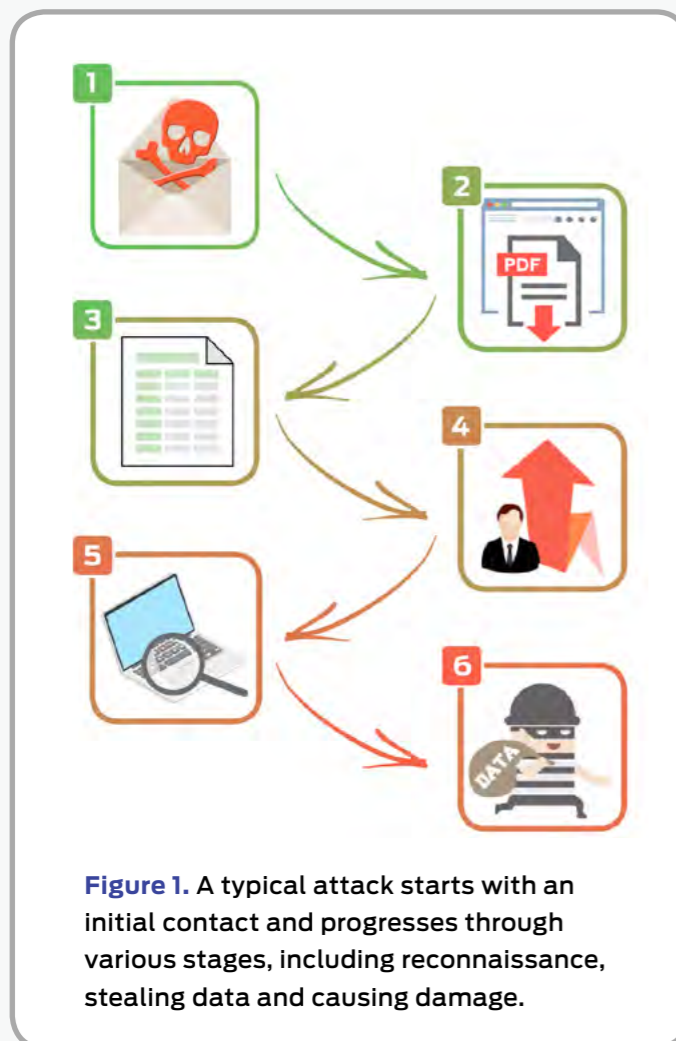 1
2
PDF
3
4
5
6
DATA
Figure 1. A typical attack starts with an
initial contact and progresses through
various stages, including reconnaissance,
stealing data and causing damage.